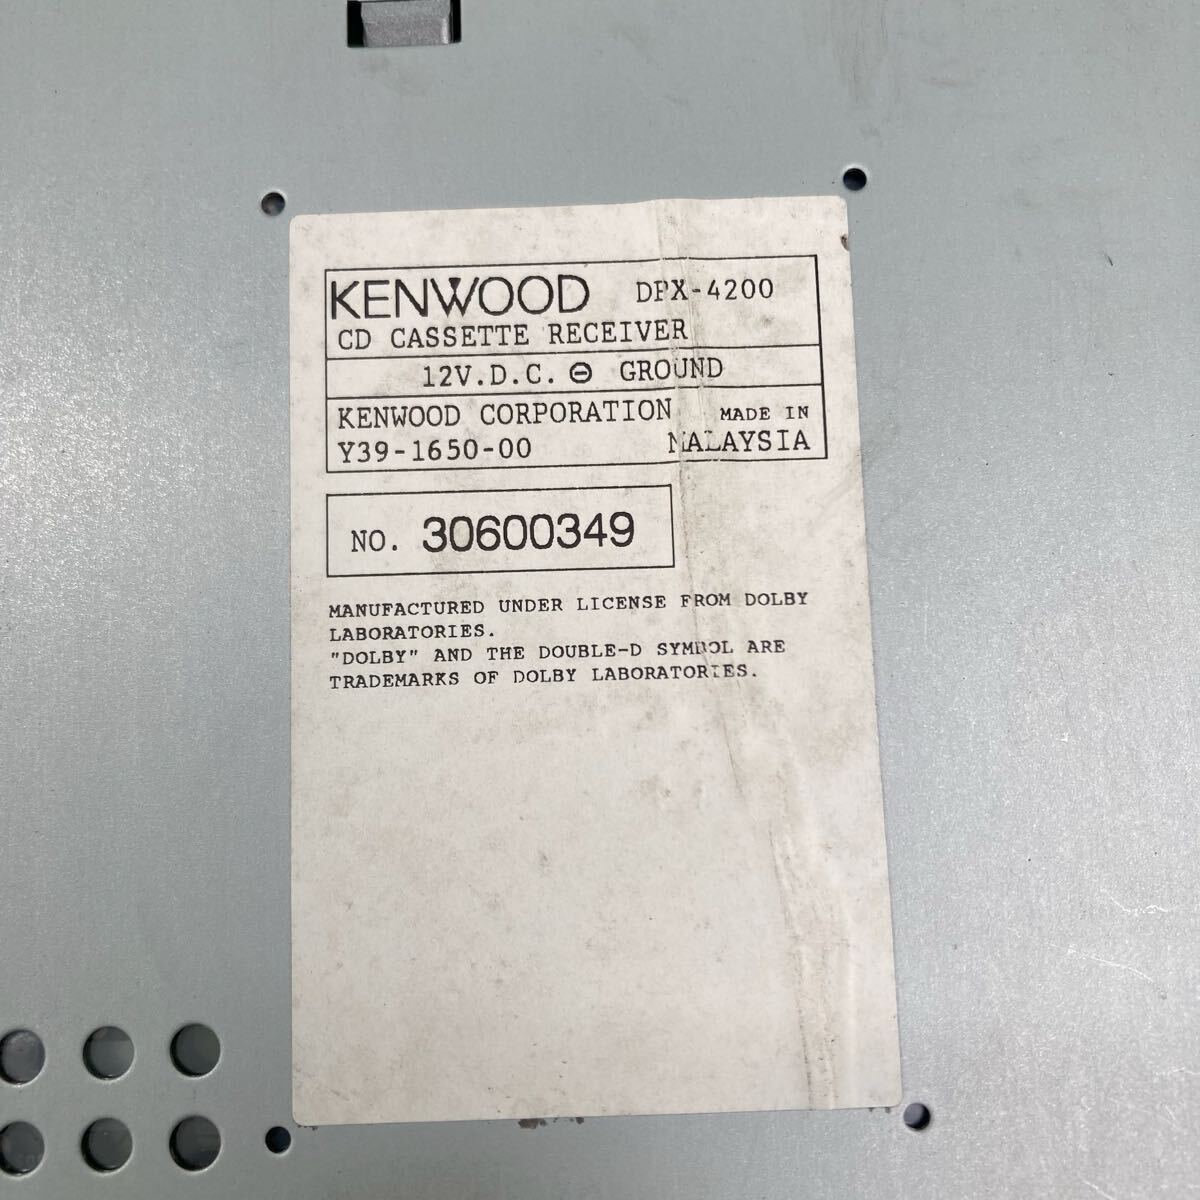 KENWOOD DPX-4200
CD CASSETTE RECEIVER
12V.D.C. ⊖ GROUND
KENWOOD CORPORATION MADE IN
Y39-1650-00 MALAYSIA
NO. 30600349
MANUFACTURED UNDER LICENSE FROM DOLBY
LABORATORIES.
"DOLBY" AND THE DOUBLE-D SYMBOL ARE
TRADEMARKS OF DOLBY LABORATORIES.